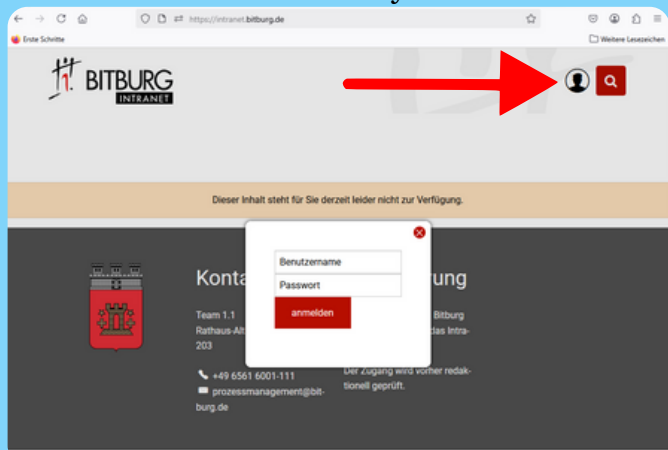 https://intranet.bitburg.de
Erste Schritte
Weitere Lesezeichen
BITBURG
INTRANET
Dieser Inhalt steht für Sie derzeit leider nicht zur Verfügung.
Benutzername
Passwort
anmelden
Team 1.1
Rathaus-Alt
203
+49 6561 6001-111
prozessmanagement@bit-
burg.de
Bitburg
das Intra-
Der Zugang wird vorher redak-
tionell geprüft.